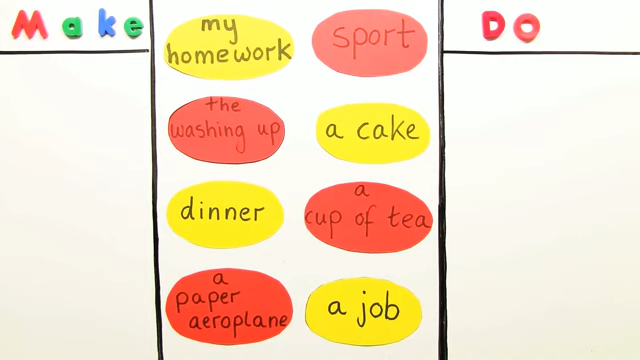 Make
Do
my
homework
sport
the
washing up
a cake
dinner
a
cup of tea
a
paper
aeroplane
a job